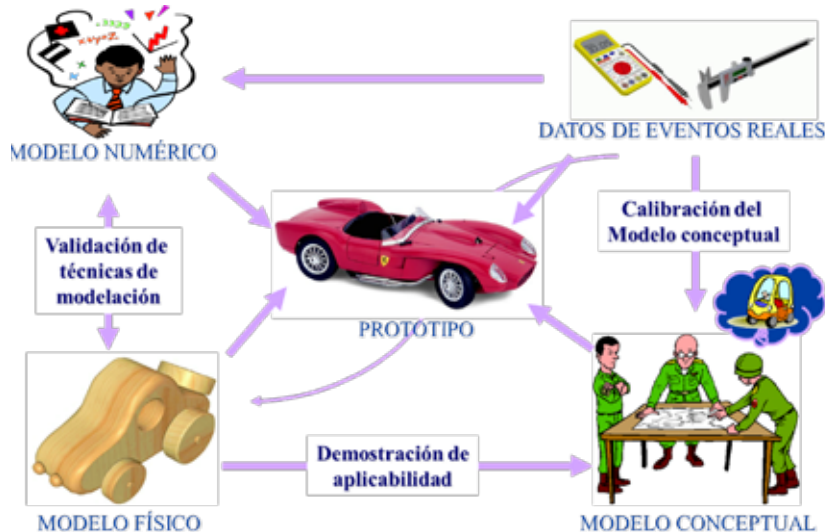 MODELO NUMÉRICO
DATOS DE EVENTOS REALES
Calibración del
Modelo conceptual
Validación de
técnicas de
modelación
PROTOTIPO
Demostración de
aplicabilidad
MODELO FÍSICO
MODELO CONCEPTUAL